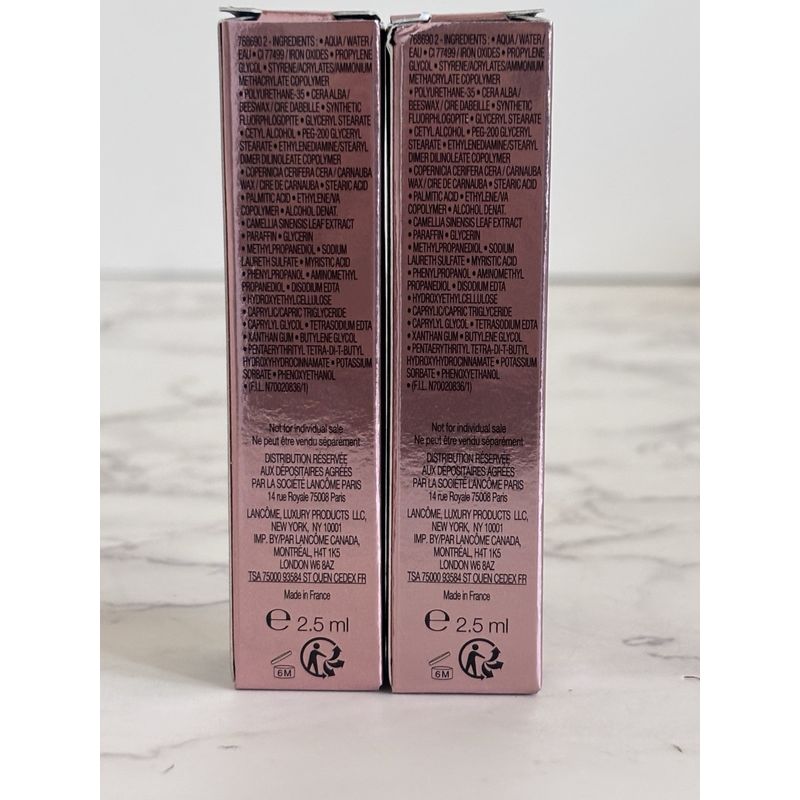 768690 2 - INGREDIENTS : • AQUA / WATER /
EAU • CI 77499 / IRON OXIDES • PROPYLENE
GLYCOL • STYRENE/ACRYLATES/AMMONIUM
METHACRYLATE COPOLYMER
• POLYURETHANE-35 • CERA ALBA /
BEESWAX / CIRE DABEILLE • SYNTHETIC
FLUORPHLOGOPITE • GLYCERYL STEARATE
• CETYL ALCOHOL • PEG-200 GLYCERYL
STEARATE • ETHYLENEDIAMINE/STEARYL
DIMER DILINOLEATE COPOLYMER
• COPERNICIA CERIFERA CERA / CARNAUBA
WAX / CIRE DE CARNAUBA • STEARIC ACID
• PALMITIC ACID • ETHYLENE/VA
COPOLYMER • ALCOHOL DENAT.
• CAMELLIA SINENSIS LEAF EXTRACT
• PARAFFIN • GLYCERIN
• METHYLPROPANEDIOL • SODIUM
LAURETH SULFATE • MYRISTIC ACID
• PHENYLPROPANOL • AMINOMETHYL
PROPANEDIOL • DISODIUM EDTA
• HYDROXYETHYLCELLULOSE
• CAPRYLIC/CAPRIC TRIGLYCERIDE
• CAPRYLYL GLYCOL • TETRASODIUM EDTA
• XANTHAN GUM • BUTYLENE GLYCOL
• PENTAERYTHRITYL TETRA-DI-T-BUTYL
HYDROXYHYDROCINNAMATE • POTASSIUM
SORBATE • PHENOXYETHANOL
• (F.I.L. N70020836/1)
Not for individual sale
Ne peut être vendu séparément
DISTRIBUTION RÉSERVÉE
AUX DÉPOSITAIRES AGRÉÉS
PAR LA SOCIÉTÉ LANCÔME PARIS
14 rue Royale 75008 Paris
LANCÔME, LUXURY PRODUCTS LLC,
NEW YORK, NY 10001
IMP. BY/PAR LANCÔME CANADA,
MONTRÉAL, H4T 1K5
LONDON W6 8AZ
TSA 75000 93584 ST OUEN CEDEX FR
Made in France
e 2.5 ml
6M
768690 2 - INGREDIENTS : • AQUA / WATER /
EAU • CI 77499 / IRON OXIDES • PROPYLENE
GLYCOL • STYRENE/ACRYLATES/AMMONIUM
METHACRYLATE COPOLYMER
• POLYURETHANE-35 • CERA ALBA /
BEESWAX / CIRE DABEILLE • SYNTHETIC
FLUORPHLOGOPITE • GLYCERYL STEARATE
• CETYL ALCOHOL • PEG-200 GLYCERYL
STEARATE • ETHYLENEDIAMINE/STEARYL
DIMER DILINOLEATE COPOLYMER
• COPERNICIA CERIFERA CERA / CARNAUBA
WAX / CIRE DE CARNAUBA • STEARIC ACID
• PALMITIC ACID • ETHYLENE/VA
COPOLYMER • ALCOHOL DENAT.
• CAMELLIA SINENSIS LEAF EXTRACT
• PARAFFIN • GLYCERIN
• METHYLPROPANEDIOL • SODIUM
LAURETH SULFATE • MYRISTIC ACID
• PHENYLPROPANOL • AMINOMETHYL
PROPANEDIOL • DISODIUM EDTA
• HYDROXYETHYLCELLULOSE
• CAPRYLIC/CAPRIC TRIGLYCERIDE
• CAPRYLYL GLYCOL • TETRASODIUM EDTA
• XANTHAN GUM • BUTYLENE GLYCOL
• PENTAERYTHRITYL TETRA-DI-T-BUTYL
HYDROXYHYDROCINNAMATE • POTASSIUM
SORBATE • PHENOXYETHANOL
• (F.I.L. N70020836/1)
Not for individual sale
Ne peut être vendu séparément
DISTRIBUTION RÉSERVÉE
AUX DÉPOSITAIRES AGRÉÉS
PAR LA SOCIÉTÉ LANCÔME PARIS
14 rue Royale 75008 Paris
LANCÔME, LUXURY PRODUCTS LLC,
NEW YORK, NY 10001
IMP. BY/PAR LANCÔME CANADA,
MONTRÉAL, H4T 1K5
LONDON W6 8AZ
TSA 75000 93584 ST OUEN CEDEX FR
Made in France
e 2.5 ml
6M